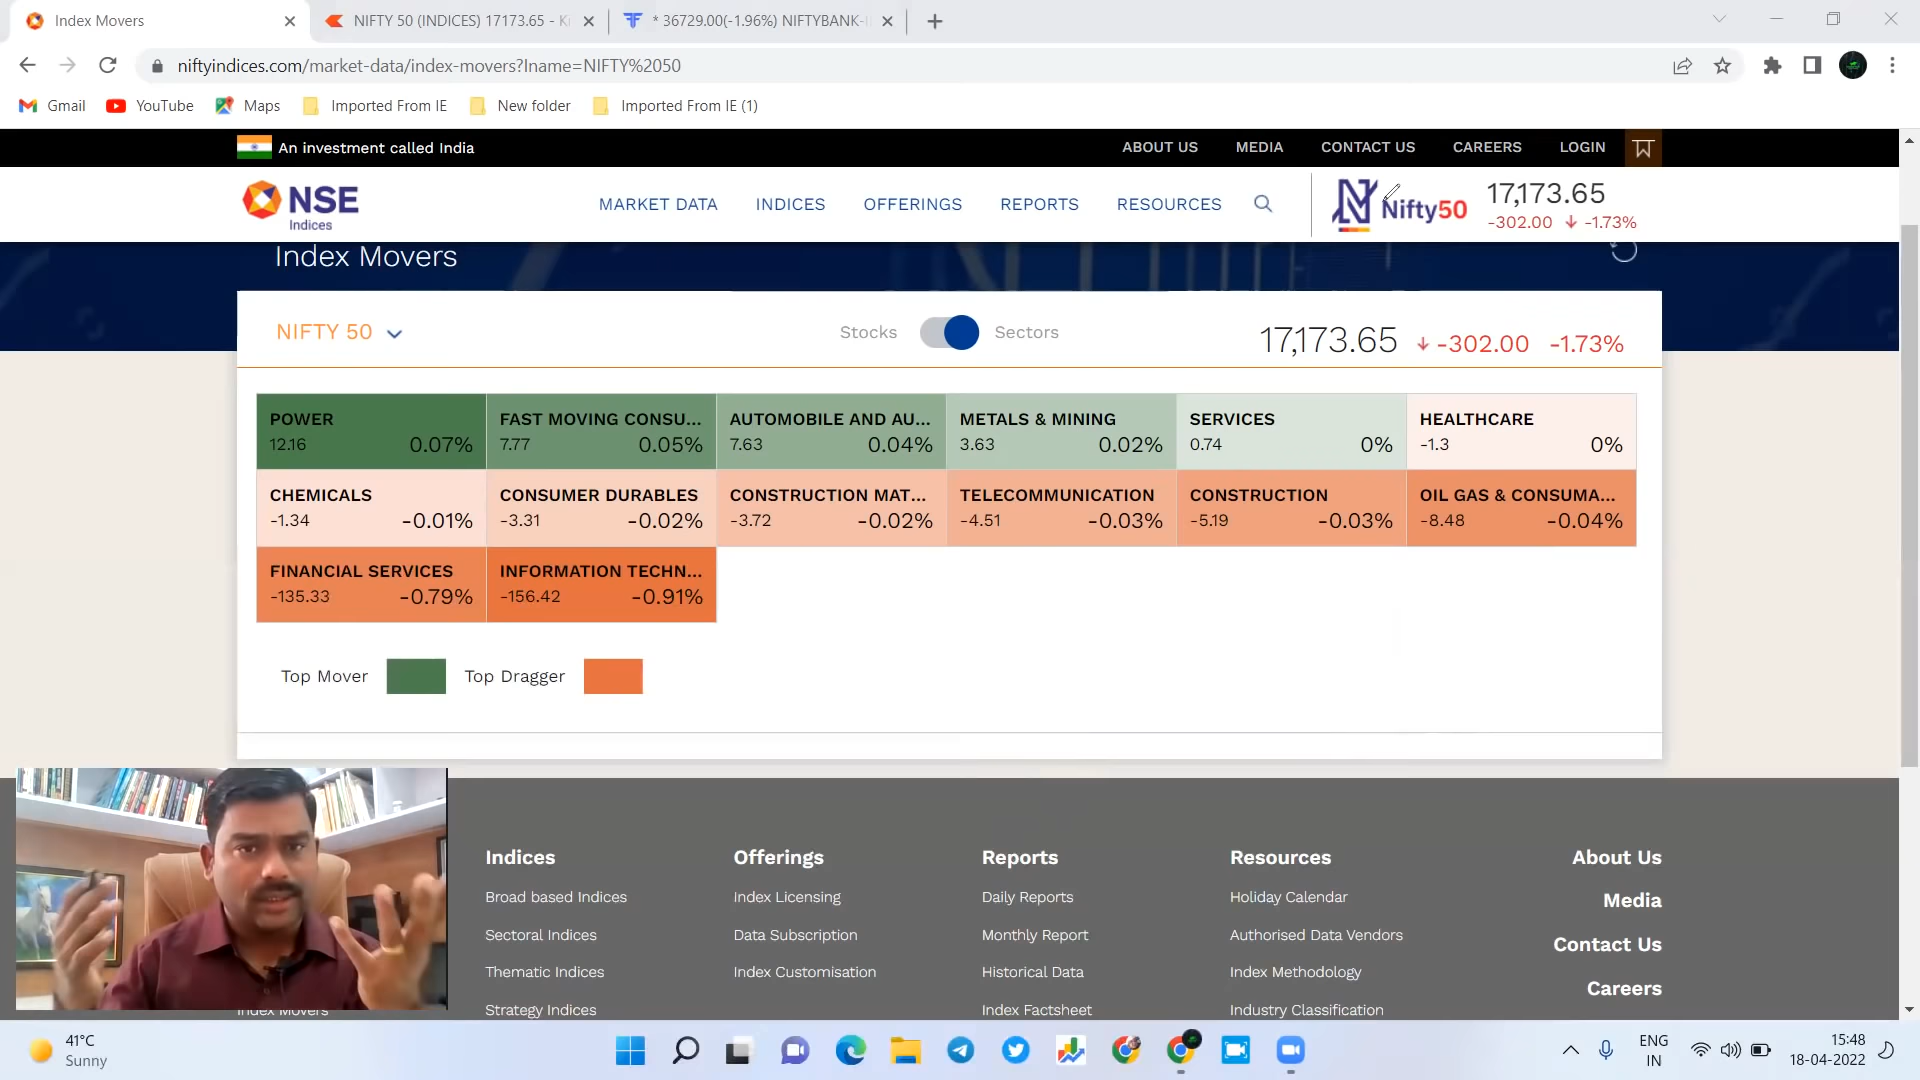 Index Movers
NIFTY 50 (INDICES) 17173.65 - Ki
* 36729.00(-1.96%) NIFTYBANK-I
niftyindices.com/market-data/index-movers?Iname=NIFTY%2050
Gmail YouTube Maps Imported From IE New folder Imported From IE (1)
An investment called India
ABOUT US MEDIA CONTACT US CAREERS LOGIN
NSE
Indices
MARKET DATA INDICES OFFERINGS REPORTS RESOURCES
Nifty50
17,173.65
-302.00 -1.73%
Index Movers
NIFTY 50
Stocks Sectors
17,173.65 -302.00 -1.73%
POWER
12.16 0.07%
FAST MOVING CONSU...
7.77 0.05%
AUTOMOBILE AND AU...
7.63 0.04%
METALS & MINING
3.63 0.02%
SERVICES
0.74 0%
HEALTHCARE
-1.3 0%
CHEMICALS
-1.34 -0.01%
CONSUMER DURABLES
-3.31 -0.02%
CONSTRUCTION MAT...
-3.72 -0.02%
TELECOMMUNICATION
-4.51 -0.03%
CONSTRUCTION
-5.19 -0.03%
OIL GAS & CONSUMA...
-8.48 -0.04%
FINANCIAL SERVICES
-135.33 -0.79%
INFORMATION TECHN...
-156.42 -0.91%
Top Mover Top Dragger
Indices
Broad based Indices
Sectoral Indices
Thematic Indices
Strategy Indices
Index Movers
Offerings
Index Licensing
Data Subscription
Index Customisation
Reports
Daily Reports
Monthly Report
Historical Data
Index Factsheet
Resources
Holiday Calendar
Authorised Data Vendors
Index Methodology
Industry Classification
About Us
Media
Contact Us
Careers
41°C
Sunny
ENG
IN
15:48
18-04-2022